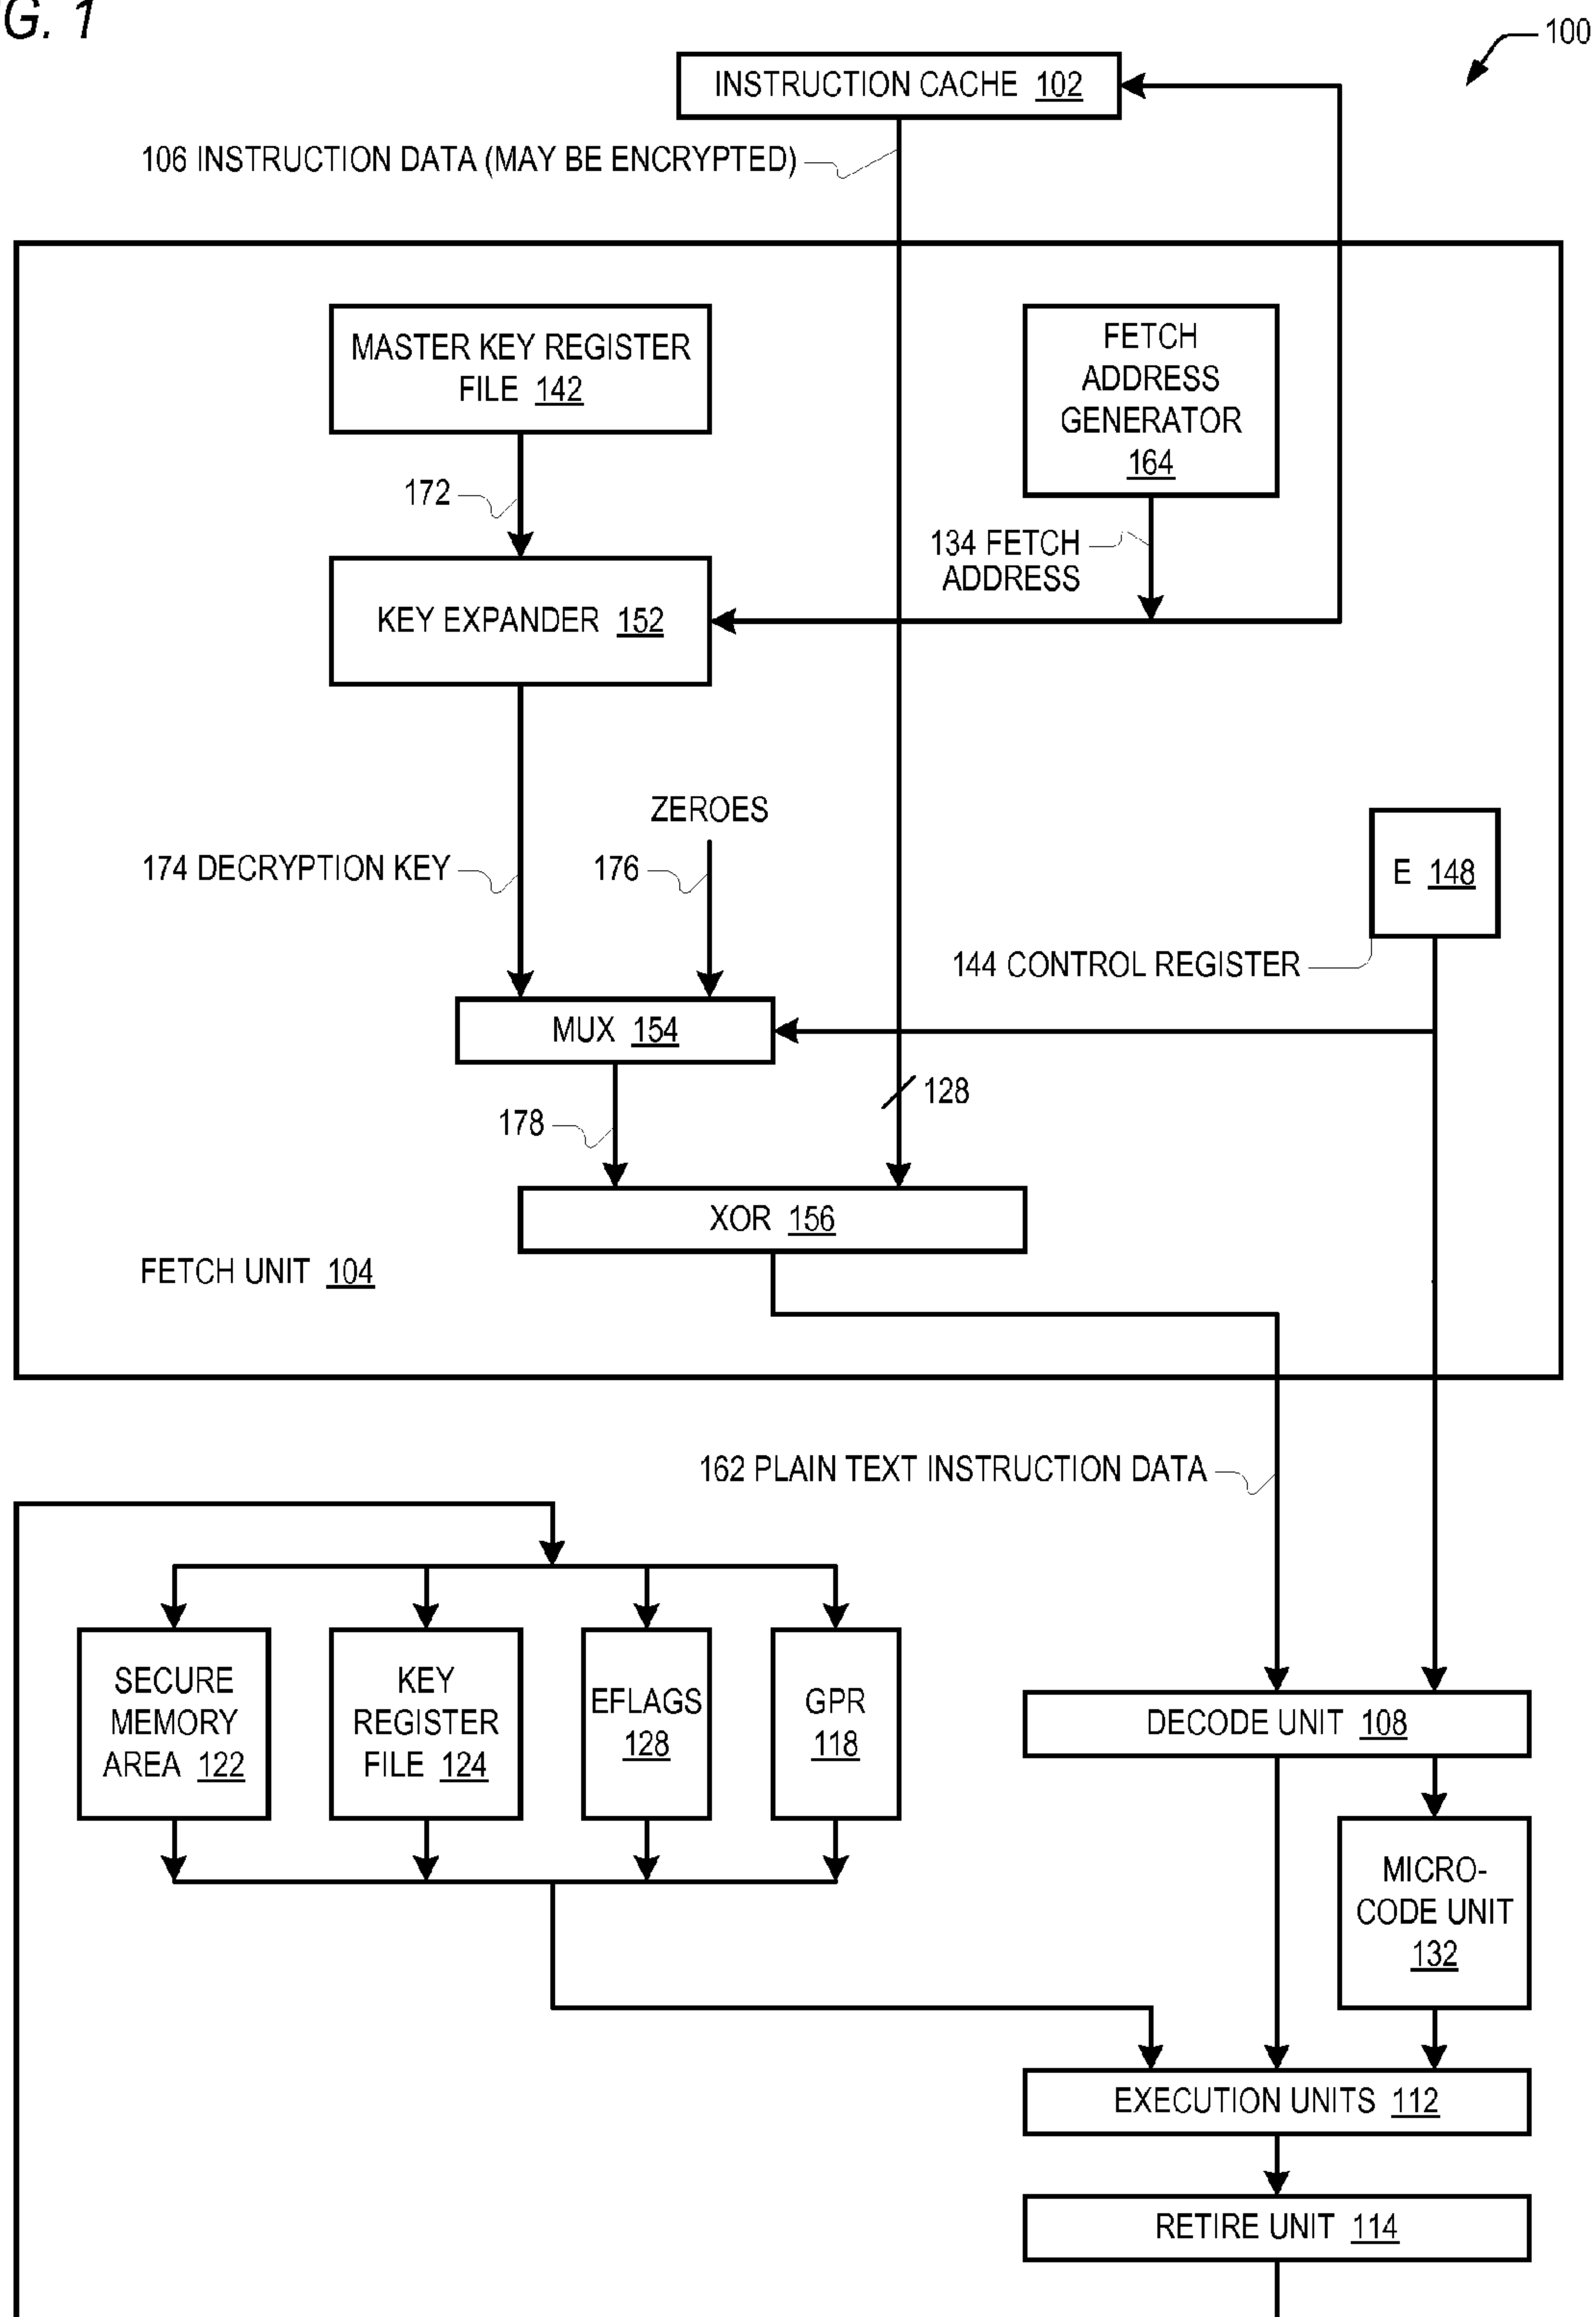 G. 1
100
INSTRUCTION CACHE 102
106 INSTRUCTION DATA (MAY BE ENCRYPTED)
MASTER KEY REGISTER
FILE 142
FETCH
ADDRESS
GENERATOR
164
172
134 FETCH
ADDRESS
KEY EXPANDER 152
ZEROES
174 DECRYPTION KEY
176
E 148
144 CONTROL REGISTER
MUX 154
128
178
XOR 156
FETCH UNIT 104
162 PLAIN TEXT INSTRUCTION DATA
SECURE
MEMORY
AREA 122
KEY
REGISTER
FILE 124
EFLAGS
128
GPR
118
DECODE UNIT 108
MICRO-
CODE UNIT
132
EXECUTION UNITS 112
RETIRE UNIT 114